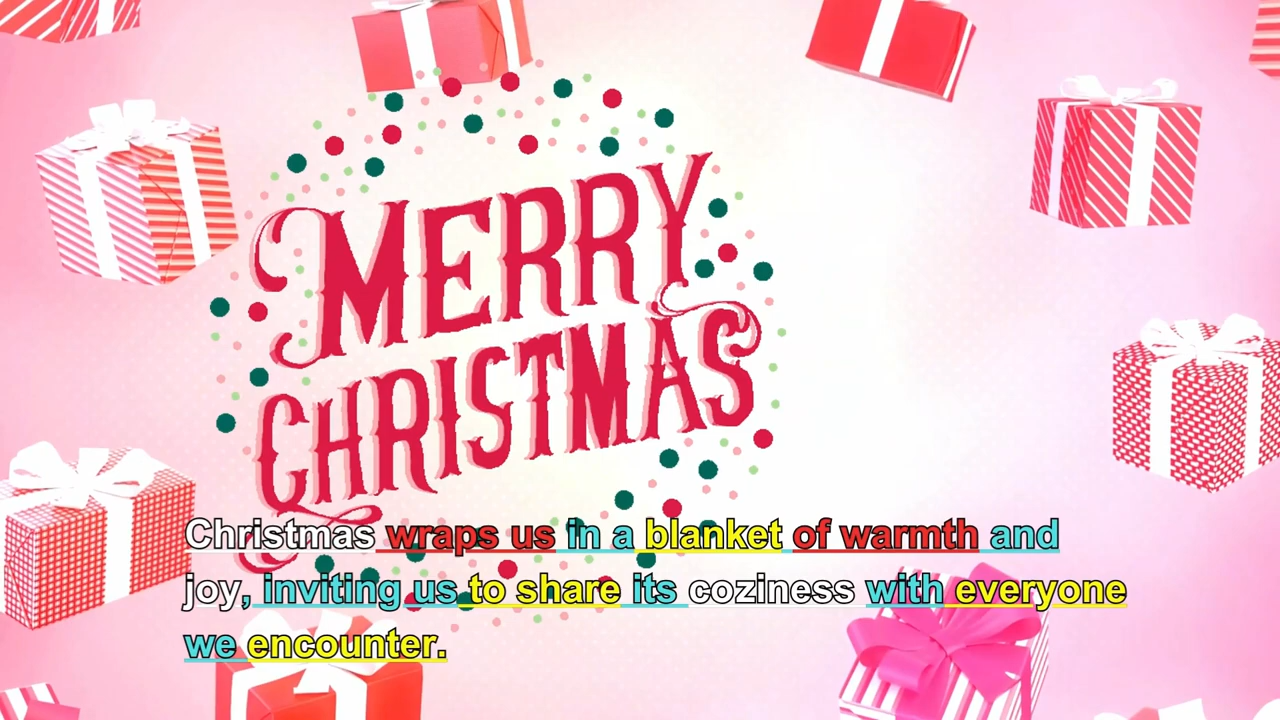 MERRY
CHRISTMAS
Christmas wraps us in a blanket of warmth and
joy, inviting us to share its coziness with everyone
we encounter.